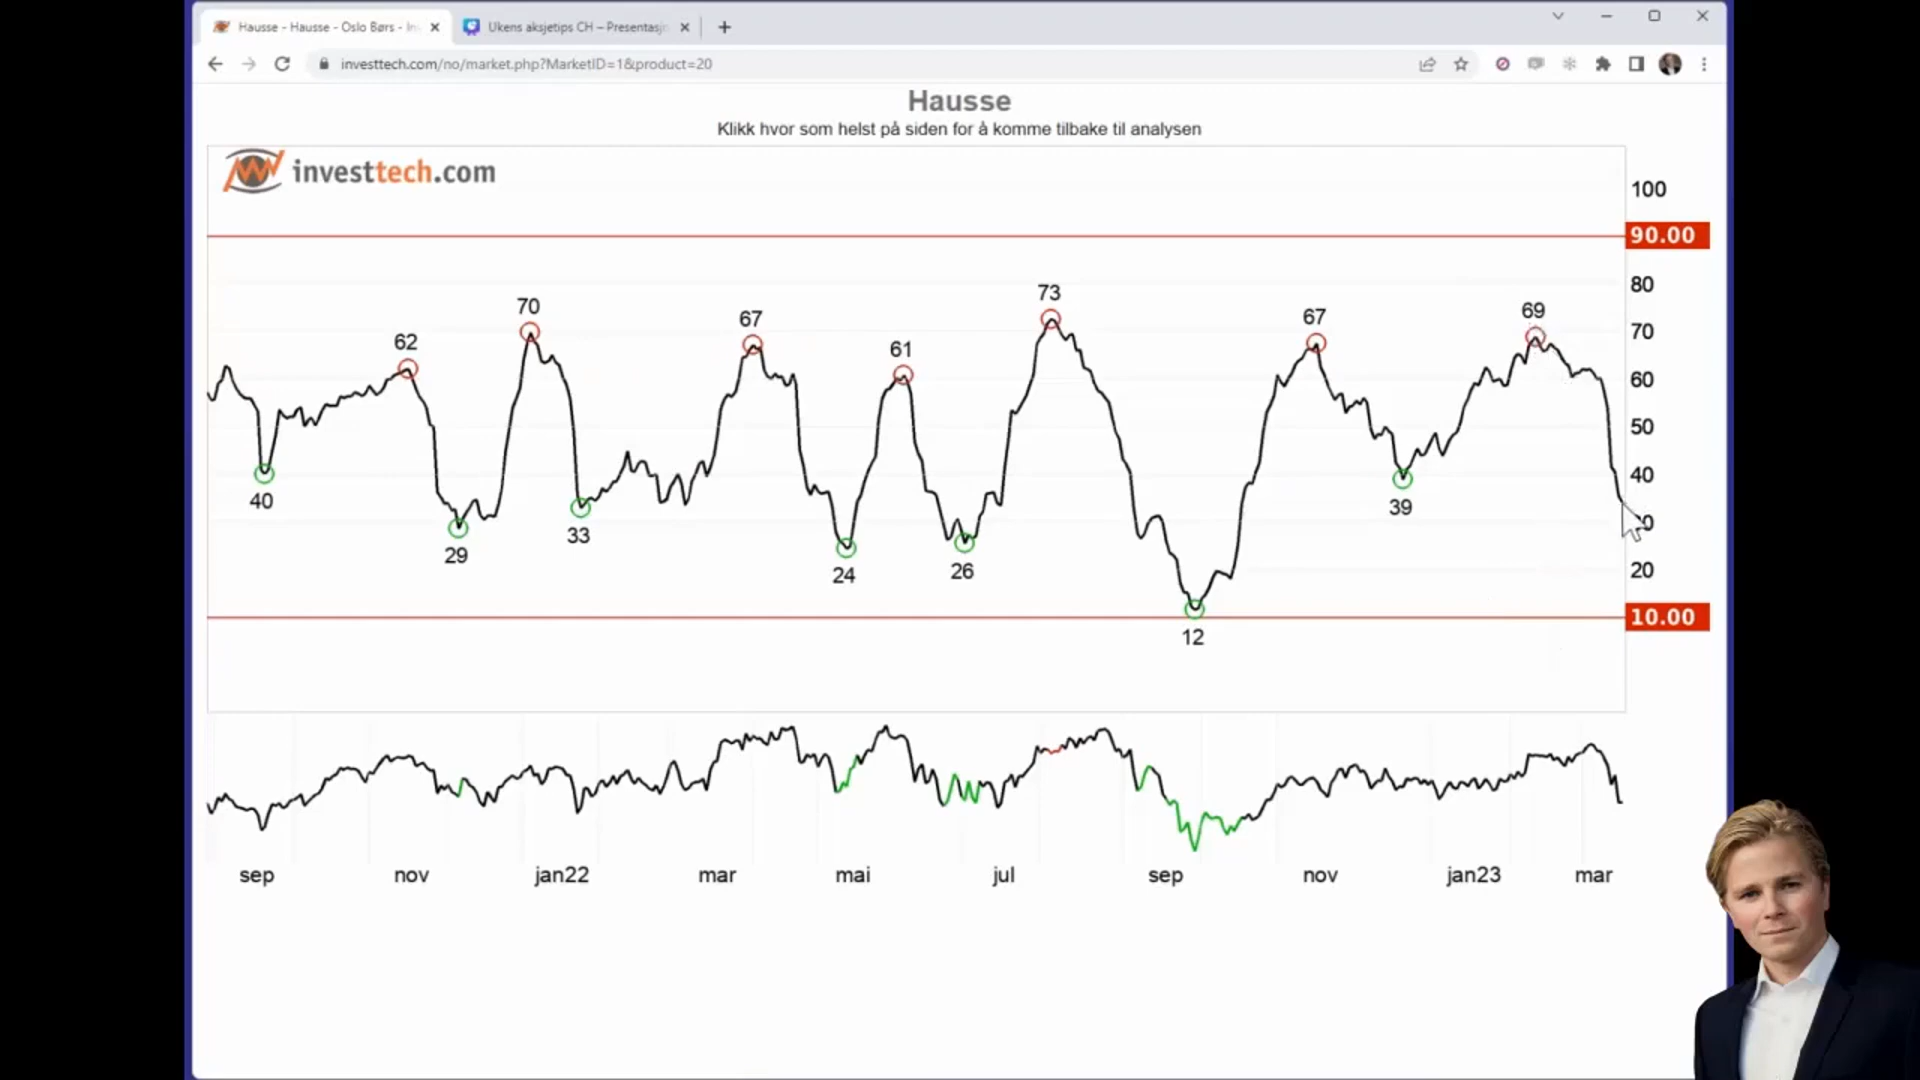 Hausse - Hausse - Oslo Børs - In
Ukens aksjetips CH – Presentasjo
investtech.com/no/market.php?MarketID=1&product=20
Hausse
Klikk hvor som helst på siden for å komme tilbake til analysen
investtech.com
100
90.00
80
70
60
50
40
20
10.00
62
70
67
61
73
67
69
40
29
33
24
26
12
39
sep
nov
jan22
mar
mai
jul
sep
nov
jan23
mar